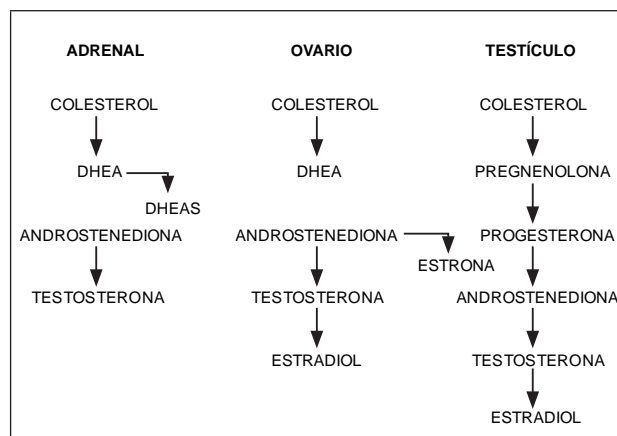 ADRENAL OVARIO TESTÍCULO
COLESTEROL COLESTEROL COLESTEROL
DHEA DHEA PREGNENOLONA
DHEAS
ANDROSTENEDIONA ANDROSTENEDIONA PROGESTERONA
ESTRONA
TESTOSTERONA TESTOSTERONA ANDROSTENEDIONA
ESTRADIOL TESTOSTERONA
ESTRADIOL